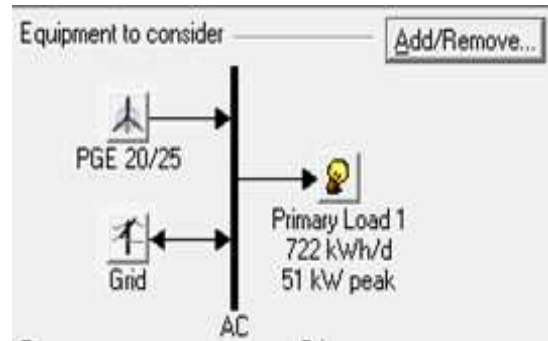 Equipment to consider
Add/Remove...
PGE 20/25
Primary Load 1
722 kWh/d
51 kW peak
Grid
AC